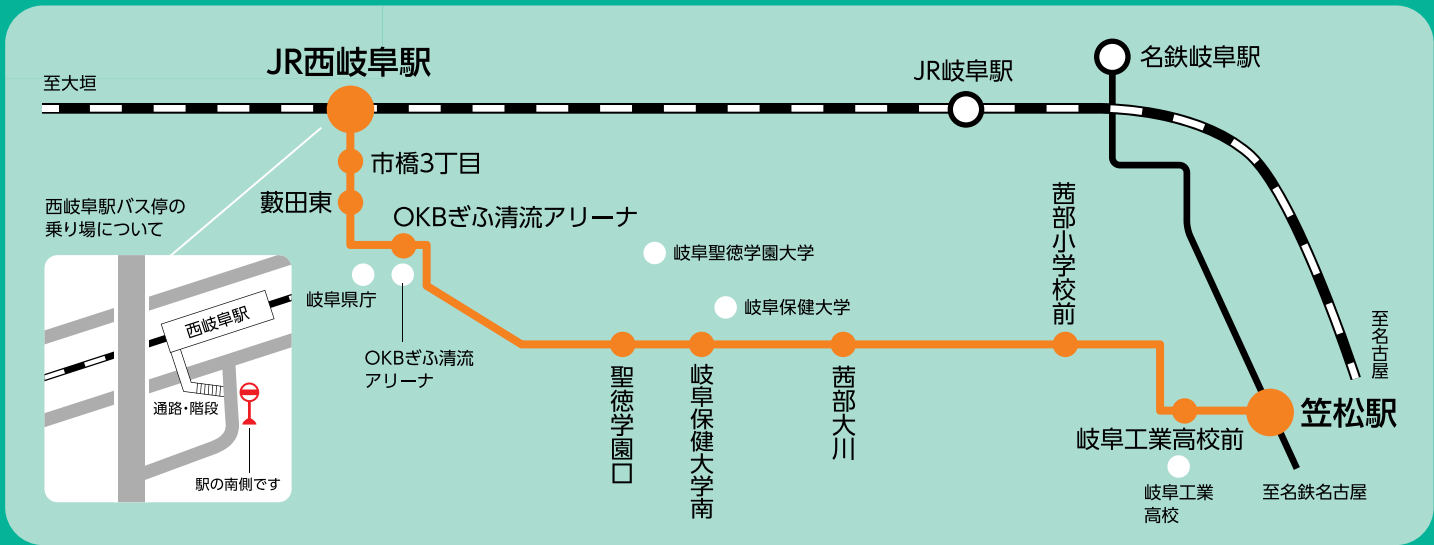 JR西岐阜駅
至大垣
JR岐阜駅
名鉄岐阜駅
市橋3丁目
藪田東
OKBぎふ清流アリーナ
西岐阜駅バス停の
乗り場について
岐阜県庁
OKBぎふ清流
アリーナ
岐阜聖徳学園大学
岐阜保健大学
聖徳学園口
岐阜保健大学南
茜部大川
茜部小学校前
至名古屋
笠松駅
岐阜工業高校前
岐阜工業
高校
至名鉄名古屋
西岐阜駅
通路・階段
駅の南側です